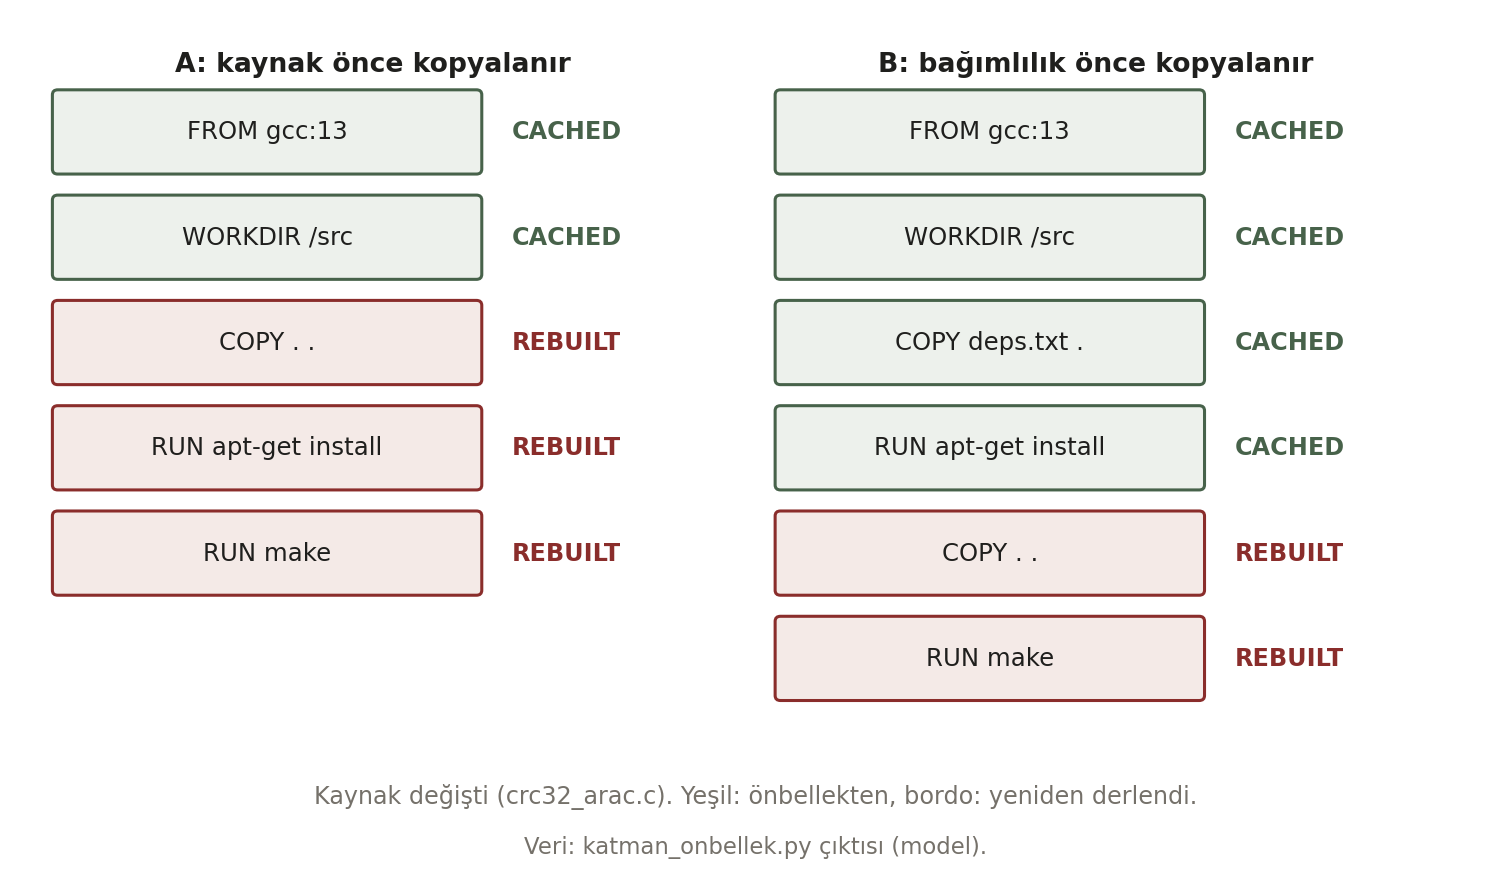 A: kaynak önce kopyalanır
FROM gcc:13 CACHED
WORKDIR /src CACHED
COPY . . REBUILT
RUN apt-get install REBUILT
RUN make REBUILT
B: bağımlılık önce kopyalanır
FROM gcc:13 CACHED
WORKDIR /src CACHED
COPY deps.txt . CACHED
RUN apt-get install CACHED
COPY . . REBUILT
RUN make REBUILT
Kaynak değişti (crc32_arac.c). Yeşil: önbellekten, bordo: yeniden derlendi.
Veri: katman_onbellek.py çıktısı (model).